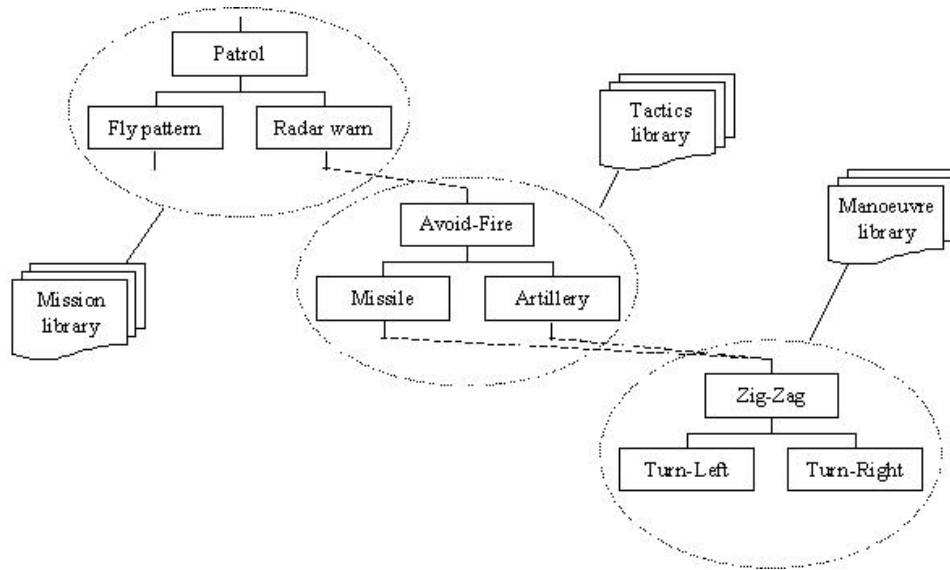 Patrol
Fly pattern
Radar warn
Tactics
library
Manoeuvre
library
Avoid-Fire
Mission
library
Missile
Artillery
Zig-Zag
Turn-Left
Turn-Right